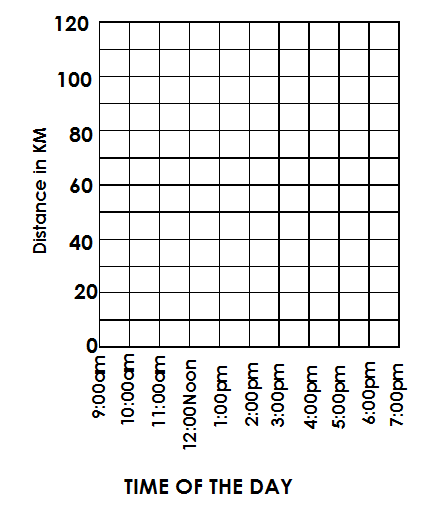 120
100
80
60
40
20
0
Distance in KM
9:00am
10:00am
11:00am
12:00Noon
1:00pm
2:00pm
3:00pm
4:00pm
5:00pm
6:00pm
7:00pm
TIME OF THE DAY